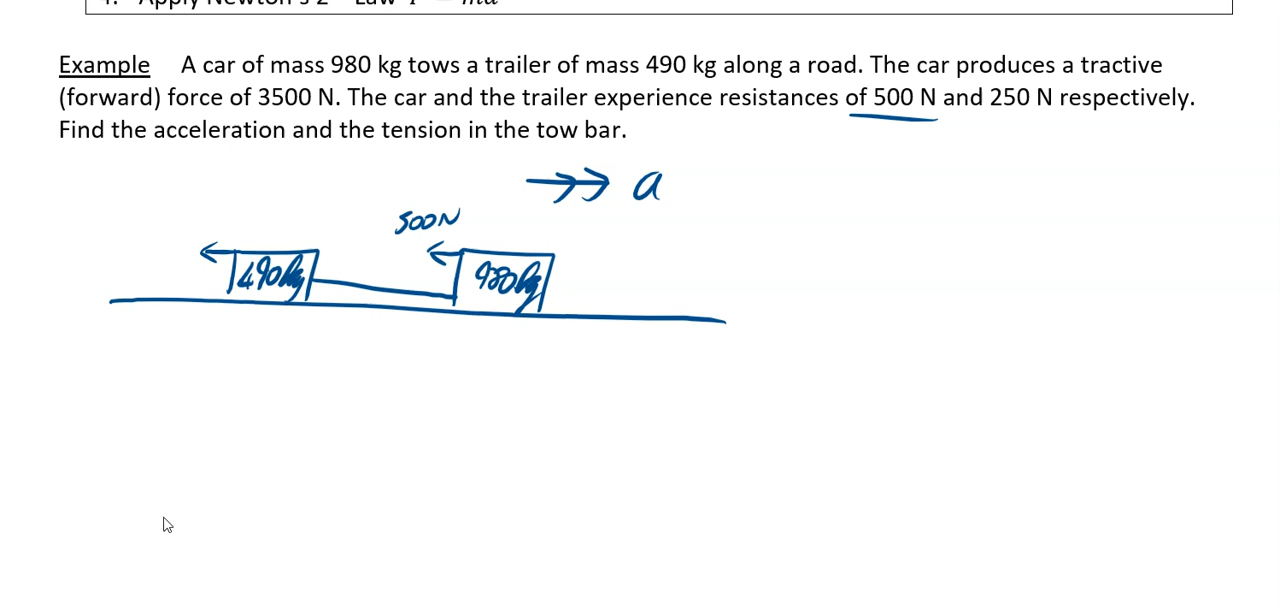 Example A car of mass 980 kg tows a trailer of mass 490 kg along a road. The car produces a tractive
(forward) force of 3500 N. The car and the trailer experience resistances of 500 N and 250 N respectively.
Find the acceleration and the tension in the tow bar.
a
500N
490kg 980kg